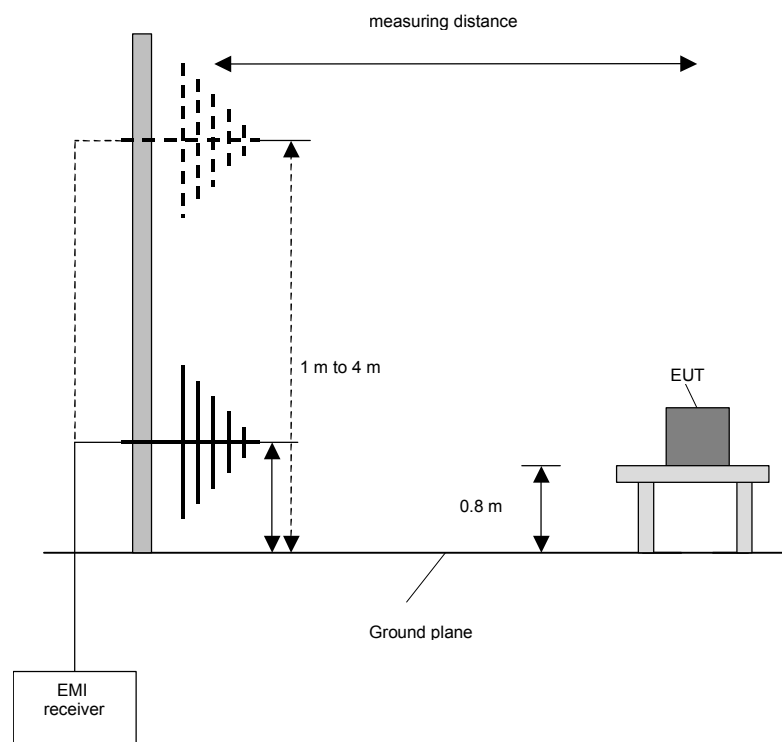 measuring distance
1 m to 4 m
EUT
0.8 m
Ground plane
EMI
receiver